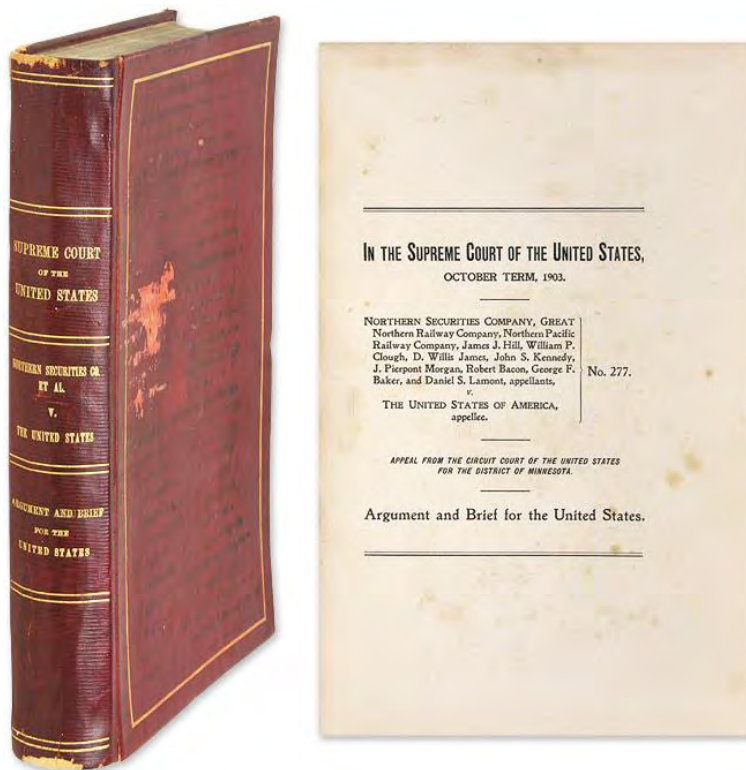 SUPREME COURT
OF THE
UNITED STATES
NORTHERN SECURITIES CO.
ET AL.
V.
THE UNITED STATES
ARGUMENT AND BRIEF
FOR THE
UNITED STATES
IN THE SUPREME COURT OF THE UNITED STATES,
OCTOBER TERM, 1903.
NORTHERN SECURITIES COMPANY, GREAT
Northern Railway Company, Northern Pacific
Railway Company, James J. Hill, William P.
Clough, D. Willis James, John S. Kennedy,
J. Pierpont Morgan, Robert Bacon, George F.
Baker, and Daniel S. Lamont, appellants,
v.
THE UNITED STATES OF AMERICA,
appellee.
No. 277.
APPEAL FROM THE CIRCUIT COURT OF THE UNITED STATES
FOR THE DISTRICT OF MINNESOTA.
Argument and Brief for the United States.